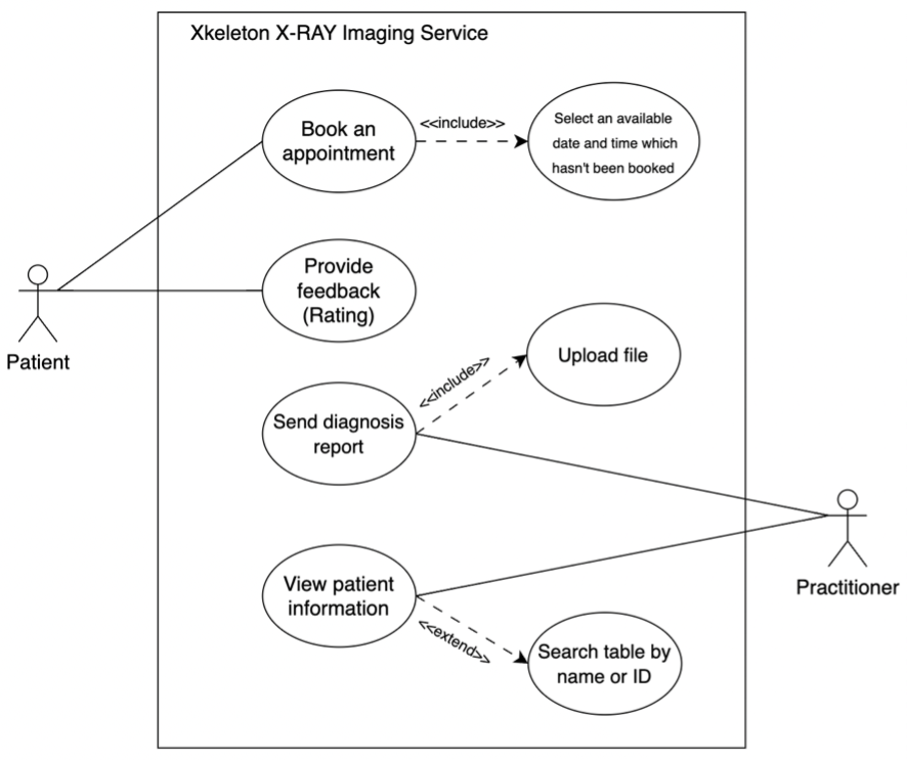 Xkeleton X-RAY Imaging Service
Book an
appointment
<<include>>
Select an available
date and time which
hasn't been booked
Provide
feedback
(Rating)
Patient
<<include>>
Upload file
Send diagnosis
report
View patient
information
Practitioner
<<extend>>
Search table by
name or ID